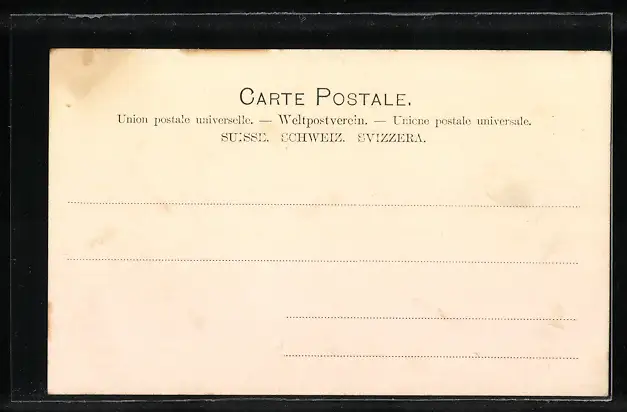 CARTE POSTALE.
Union postale universelle. — Weltpostverein. — Unione postale universale.
SUISSE. SCHWEIZ. SVIZZERA.